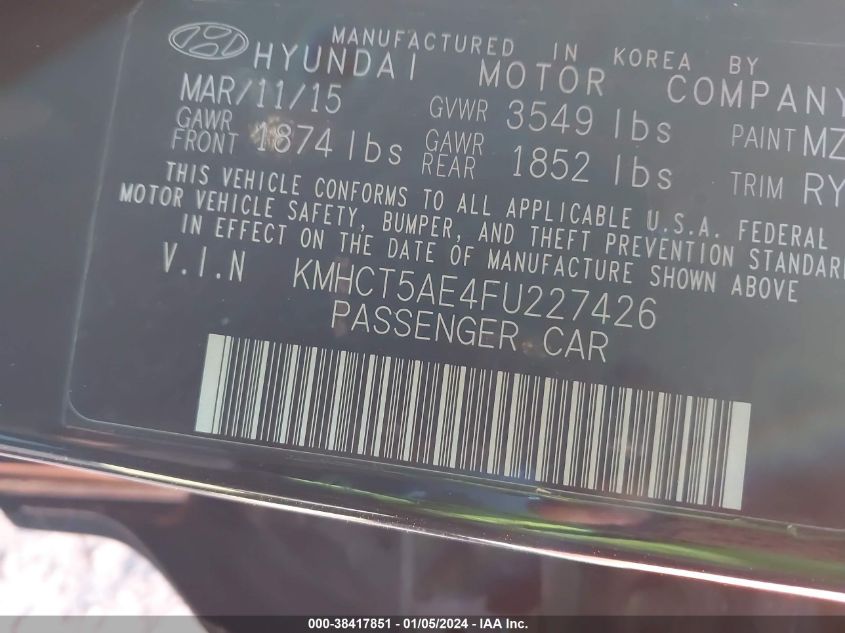 MANUFACTURED IN KOREA BY
HYUNDAI MOTOR COMPANY
MAR/11/15 GVWR 3549 lbs PAINT MZ
GAWR FRONT 1874 lbs GAWR REAR 1852 lbs TRIM RY
THIS VEHICLE CONFORMS TO ALL APPLICABLE U.S.A. FEDERAL
MOTOR VEHICLE SAFETY, BUMPER, AND THEFT PREVENTION STANDAR
IN EFFECT ON THE DATE OF MANUFACTURE SHOWN ABOVE
V.I.N KMHCT5AE4FU227426
PASSENGER CAR
000-38417851 - 01/05/2024 - IAA Inc.